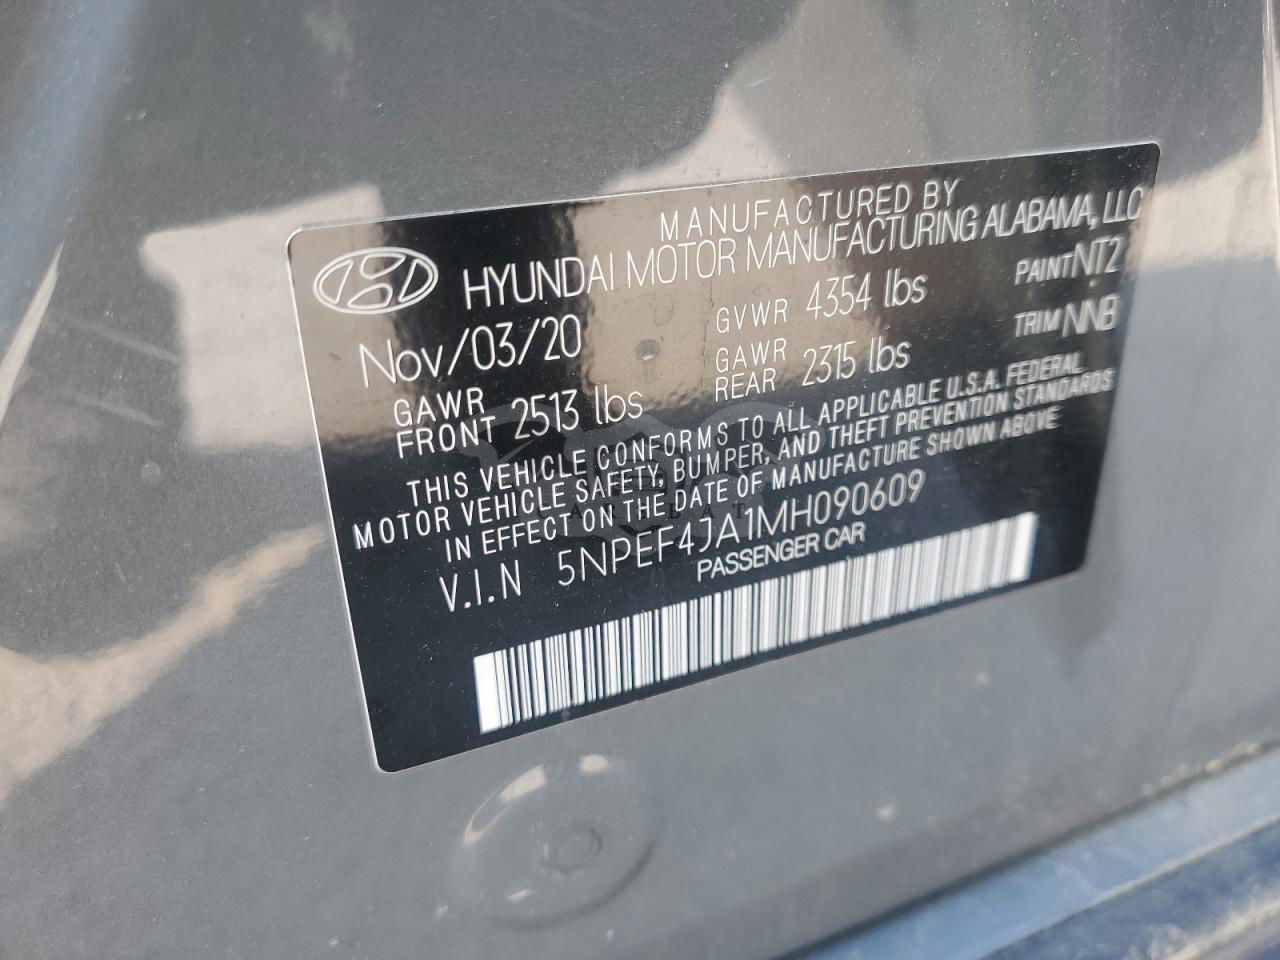 MANUFACTURED BY
HYUNDAI MOTOR MANUFACTURING ALABAMA, LLC
Nov/03/20 GVWR 4354 lbs PAINT NT2
GAWR FRONT 2513 lbs GAWR REAR 2315 lbs TRIM NNB
THIS VEHICLE CONFORMS TO ALL APPLICABLE U.S.A. FEDERAL
MOTOR VEHICLE SAFETY, BUMPER, AND THEFT PREVENTION STANDARDS
IN EFFECT ON THE DATE OF MANUFACTURE SHOWN ABOVE
V.I.N 5NPEF4JA1MH090609
PASSENGER CAR